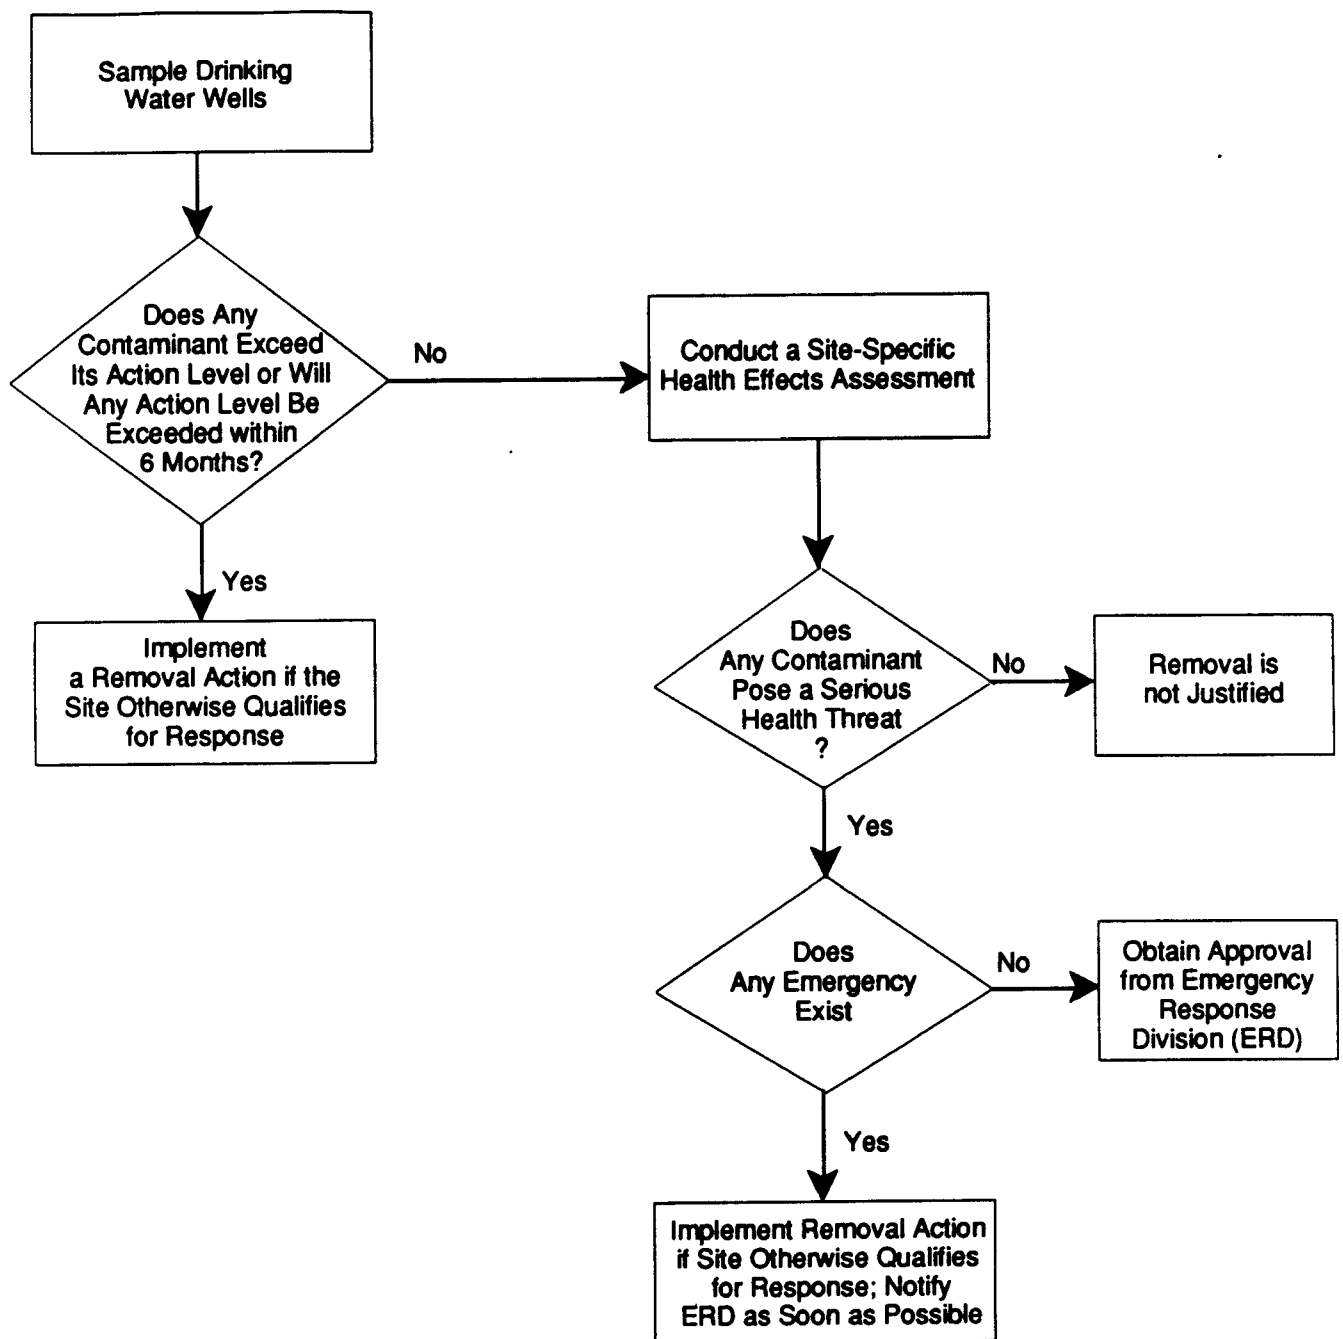 Sample Drinking
Water Wells
Does Any
Contaminant Exceed
Its Action Level or Will
Any Action Level Be
Exceeded within
6 Months?
No
Conduct a Site-Specific
Health Effects Assessment
Yes
Implement
a Removal Action if the
Site Otherwise Qualifies
for Response
Does
Any Contaminant
Pose a Serious
Health Threat
?
No
Removal is
not Justified
Yes
Does
Any Emergency
Exist
No
Obtain Approval
from Emergency
Response
Division (ERD)
Yes
Implement Removal Action
if Site Otherwise Qualifies
for Response; Notify
ERD as Soon as Possible